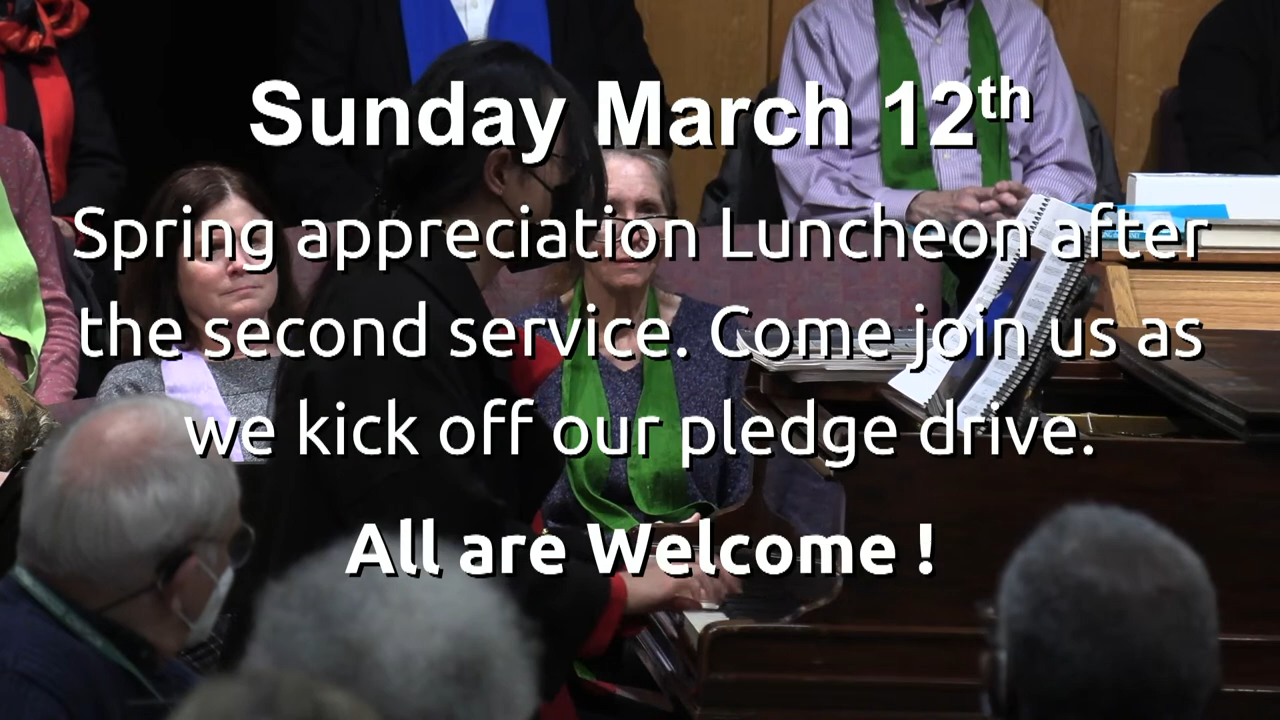 Sunday March 12th
Spring appreciation Luncheon after
the second service. Come join us as
we kick off our pledge drive.
All are Welcome !